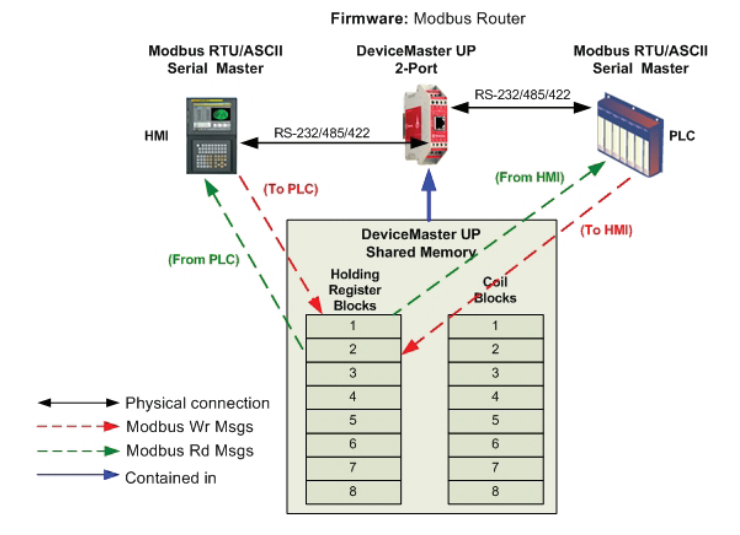 Firmware: Modbus Router
Modbus RTU/ASCII
Serial Master
DeviceMaster UP
2-Port
Modbus RTU/ASCII
Serial Master
RS-232/485/422
HMI
RS-232/485/422
PLC
(To PLC)
(From HMI)
(To HMI)
(From PLC)
DeviceMaster UP
Shared Memory
Holding
Register
Blocks
Coil
Blocks
1
2
3
4
5
6
7
8
1
2
3
4
5
6
7
8
Physical connection
Modbus Wr Msgs
Modbus Rd Msgs
Contained in